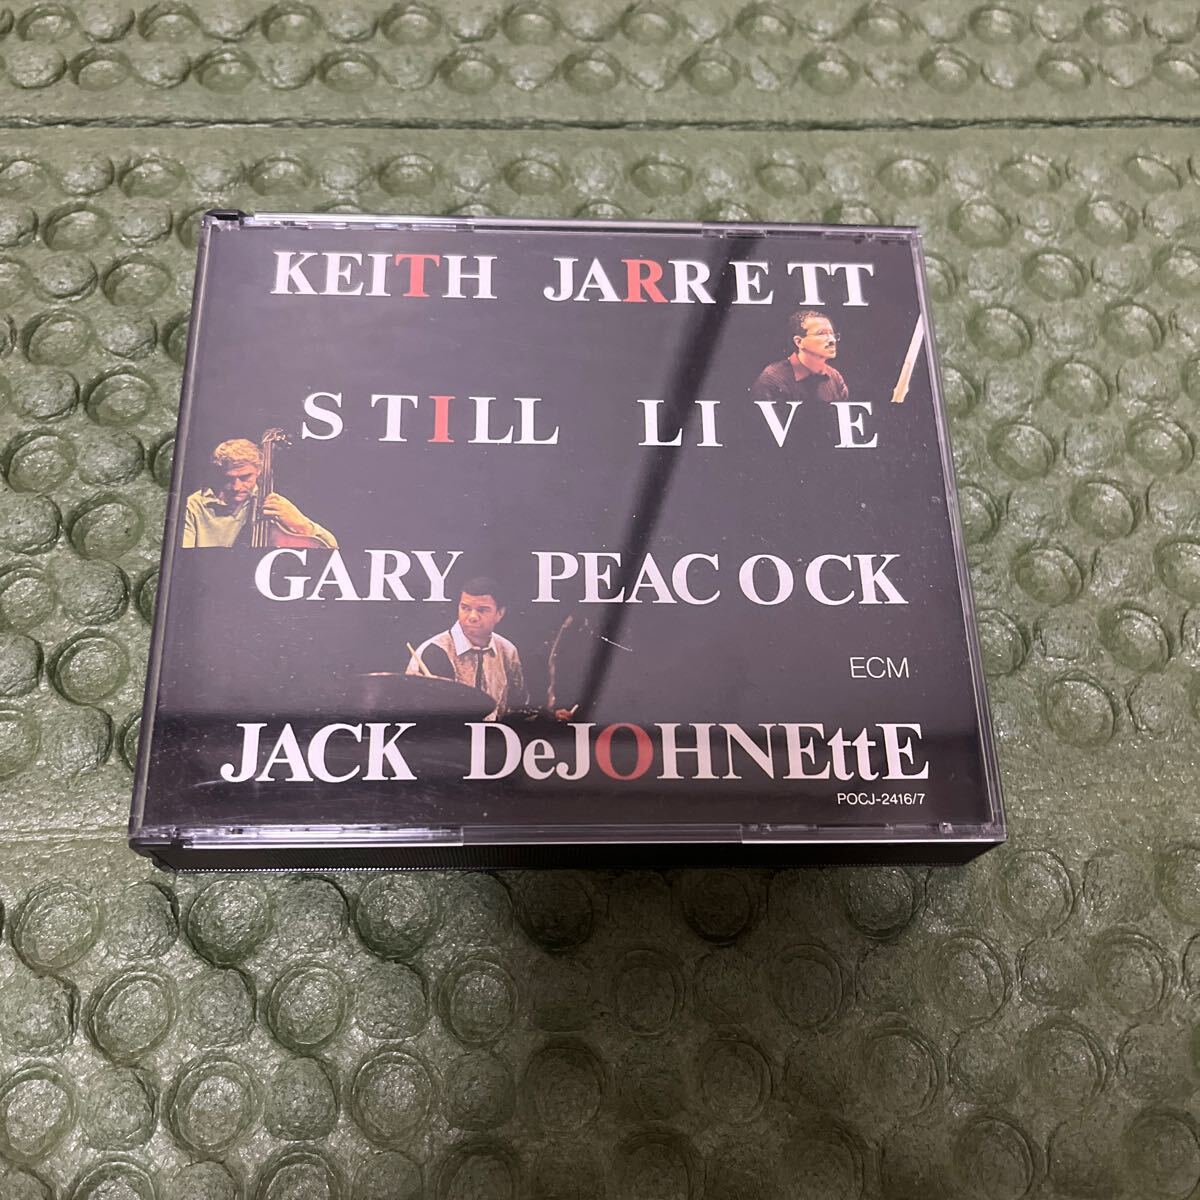 KEITH JARRETT
STILL LIVE
GARY PEACOCK
ECM
JACK DeJOHNEttE
POCJ-2416/7